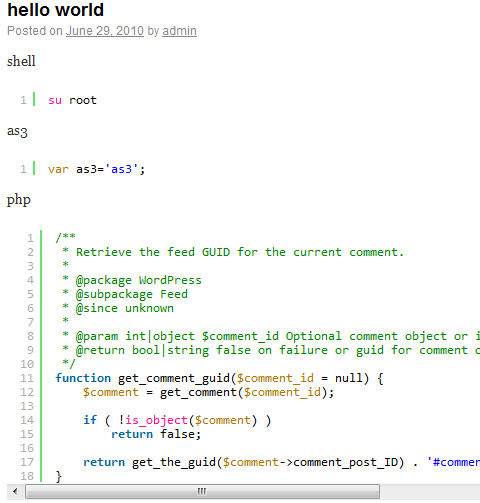 hello world
Posted on June 29, 2010 by admin
shell
1 su root
as3
1 var as3='as3';
php
1 /**
2  * Retrieve the feed GUID for the current comment.
3  *
4  * @package WordPress
5  * @subpackage Feed
6  * @since unknown
7  *
8  * @param int|object $comment_id Optional comment object or i
9  * @return bool|string false on failure or guid for comment o
10  */
11 function get_comment_guid($comment_id = null) {
12     $comment = get_comment($comment_id);
13
14     if ( !is_object($comment) )
15         return false;
16
17     return get_the_guid($comment->comment_post_ID) . '#commen
18 }